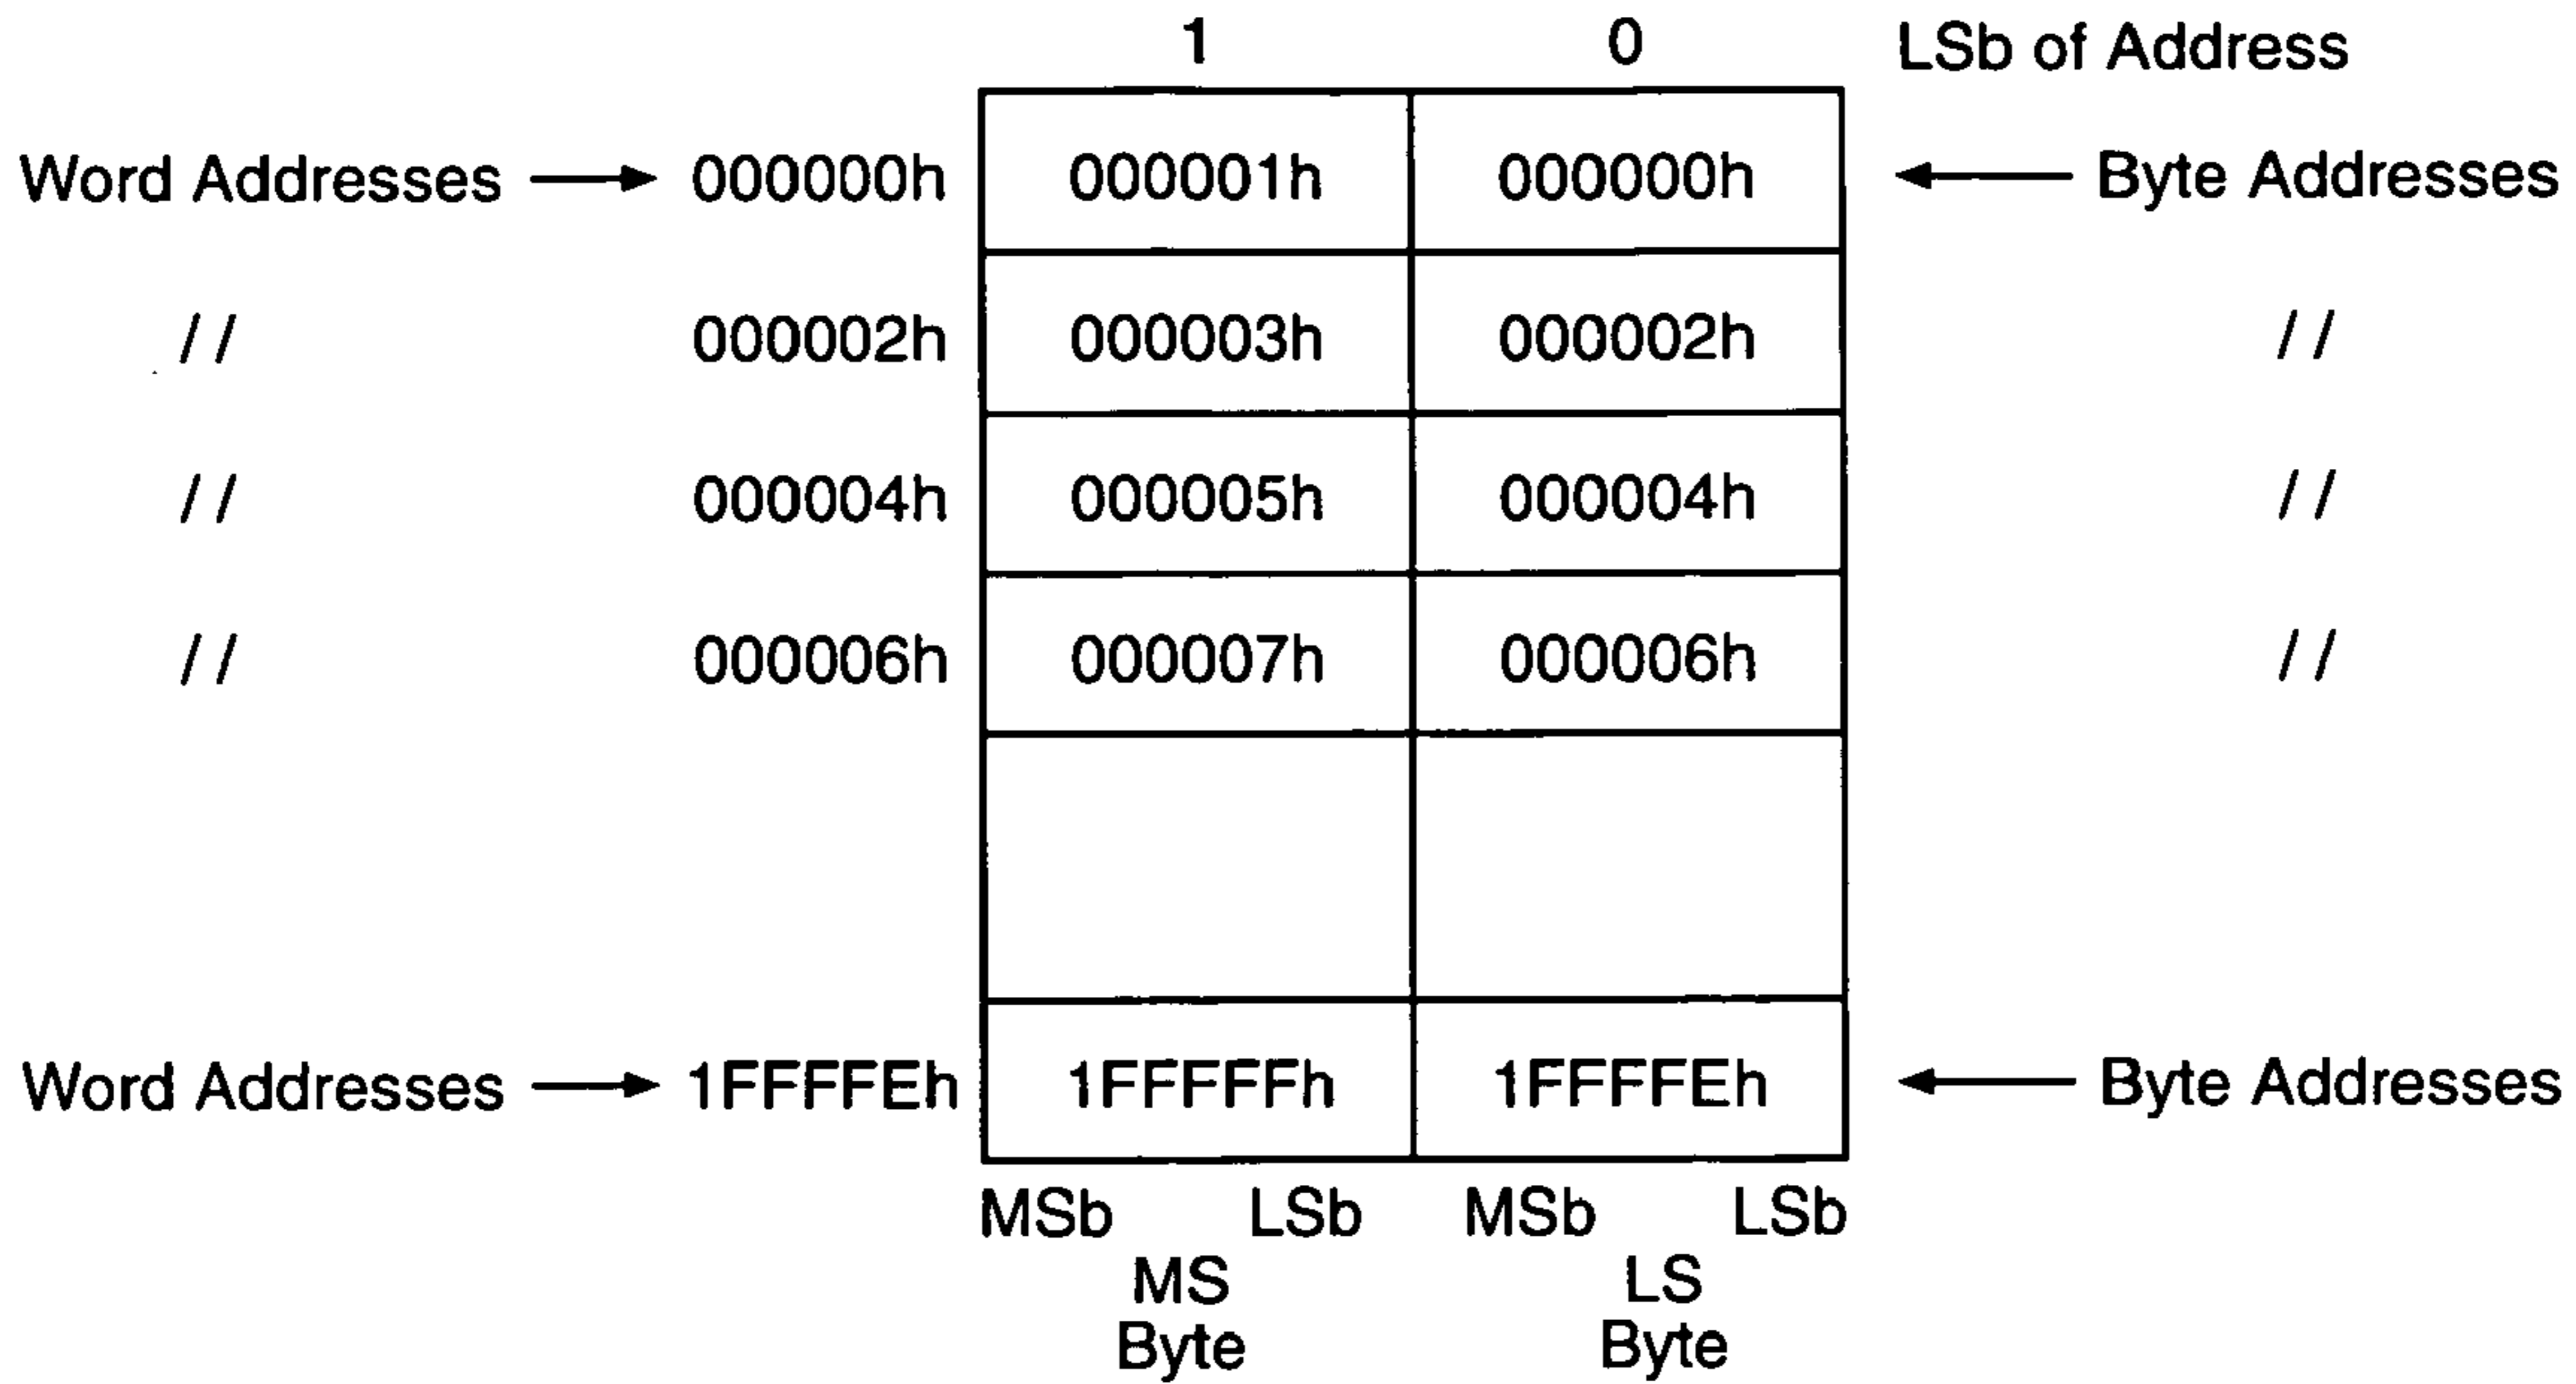 1 0 LSb of Address
Word Addresses 000000h 000001h 000000h Byte Addresses
// 000002h 000003h 000002h //
// 000004h 000005h 000004h //
// 000006h 000007h 000006h //
Word Addresses 1FFFFEh 1FFFFFh 1FFFFEh Byte Addresses
MSb LSb MSb LSb
MS LS
Byte Byte